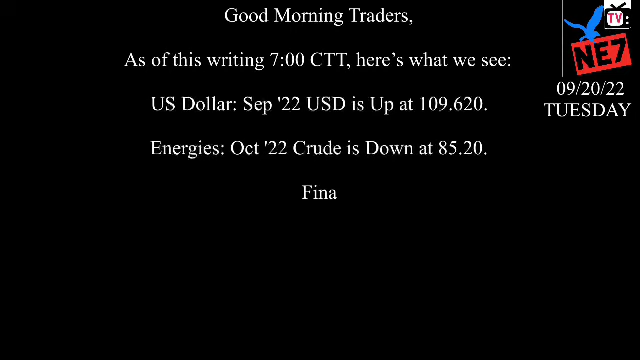 Good Morning Traders,
As of this writing 7:00 CTT, here’s what we see:
US Dollar: Sep '22 USD is Up at 109.620.
Energies: Oct '22 Crude is Down at 85.20.
Fina
TV:
NE7
09/20/22
TUESDAY